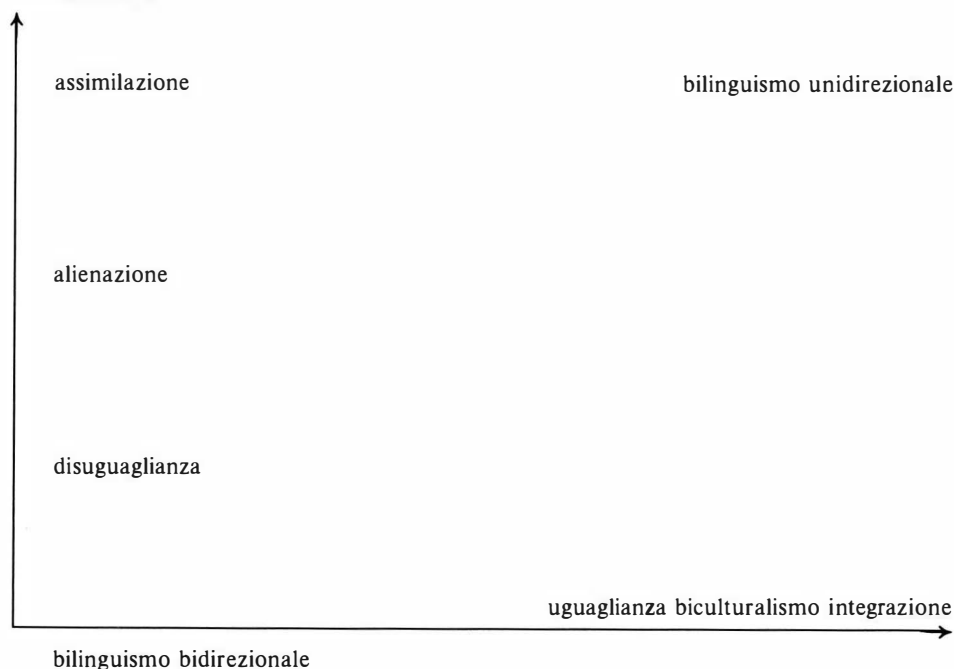 assimilazione
bilinguismo unidirezionale
alienazione
disuguaglianza
uguaglianza biculturalismo integrazione
bilinguismo bidirezionale